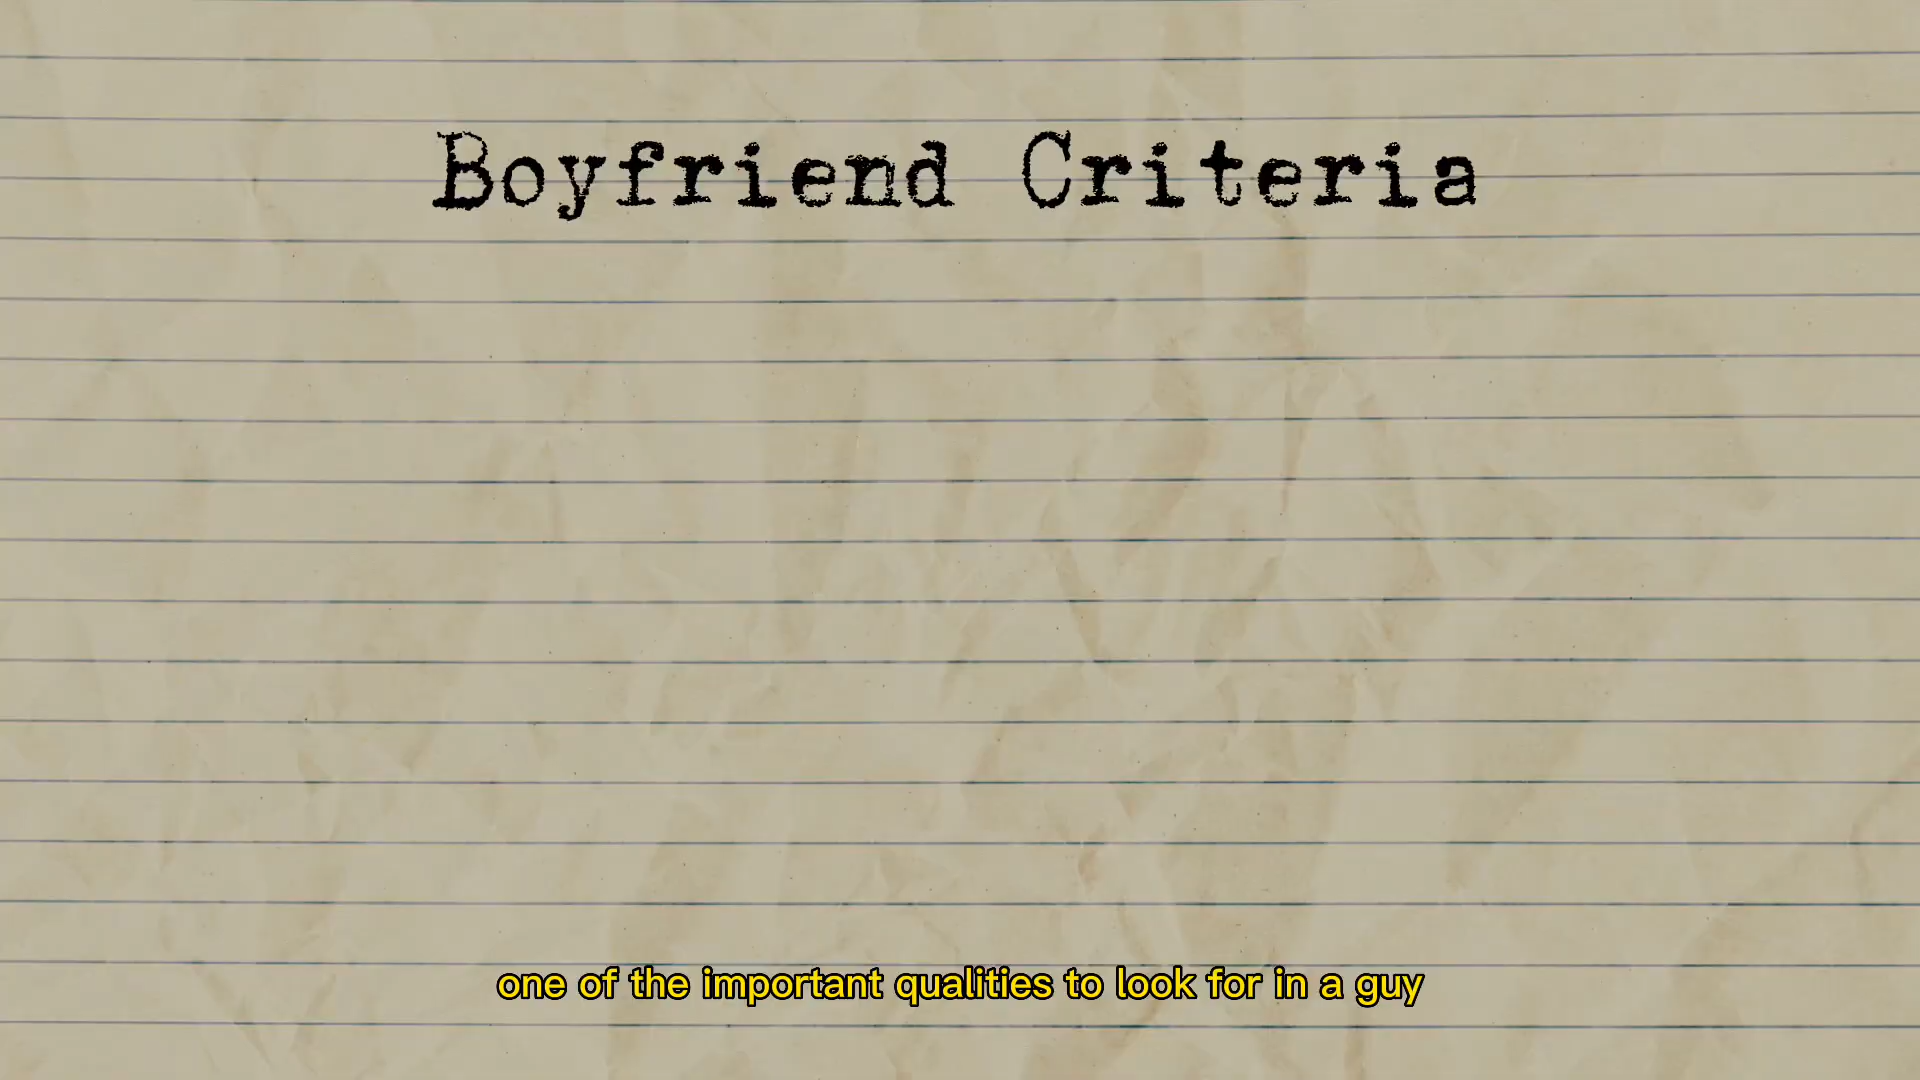 Boyfriend Criteria
one of the important qualities to look for in a guy